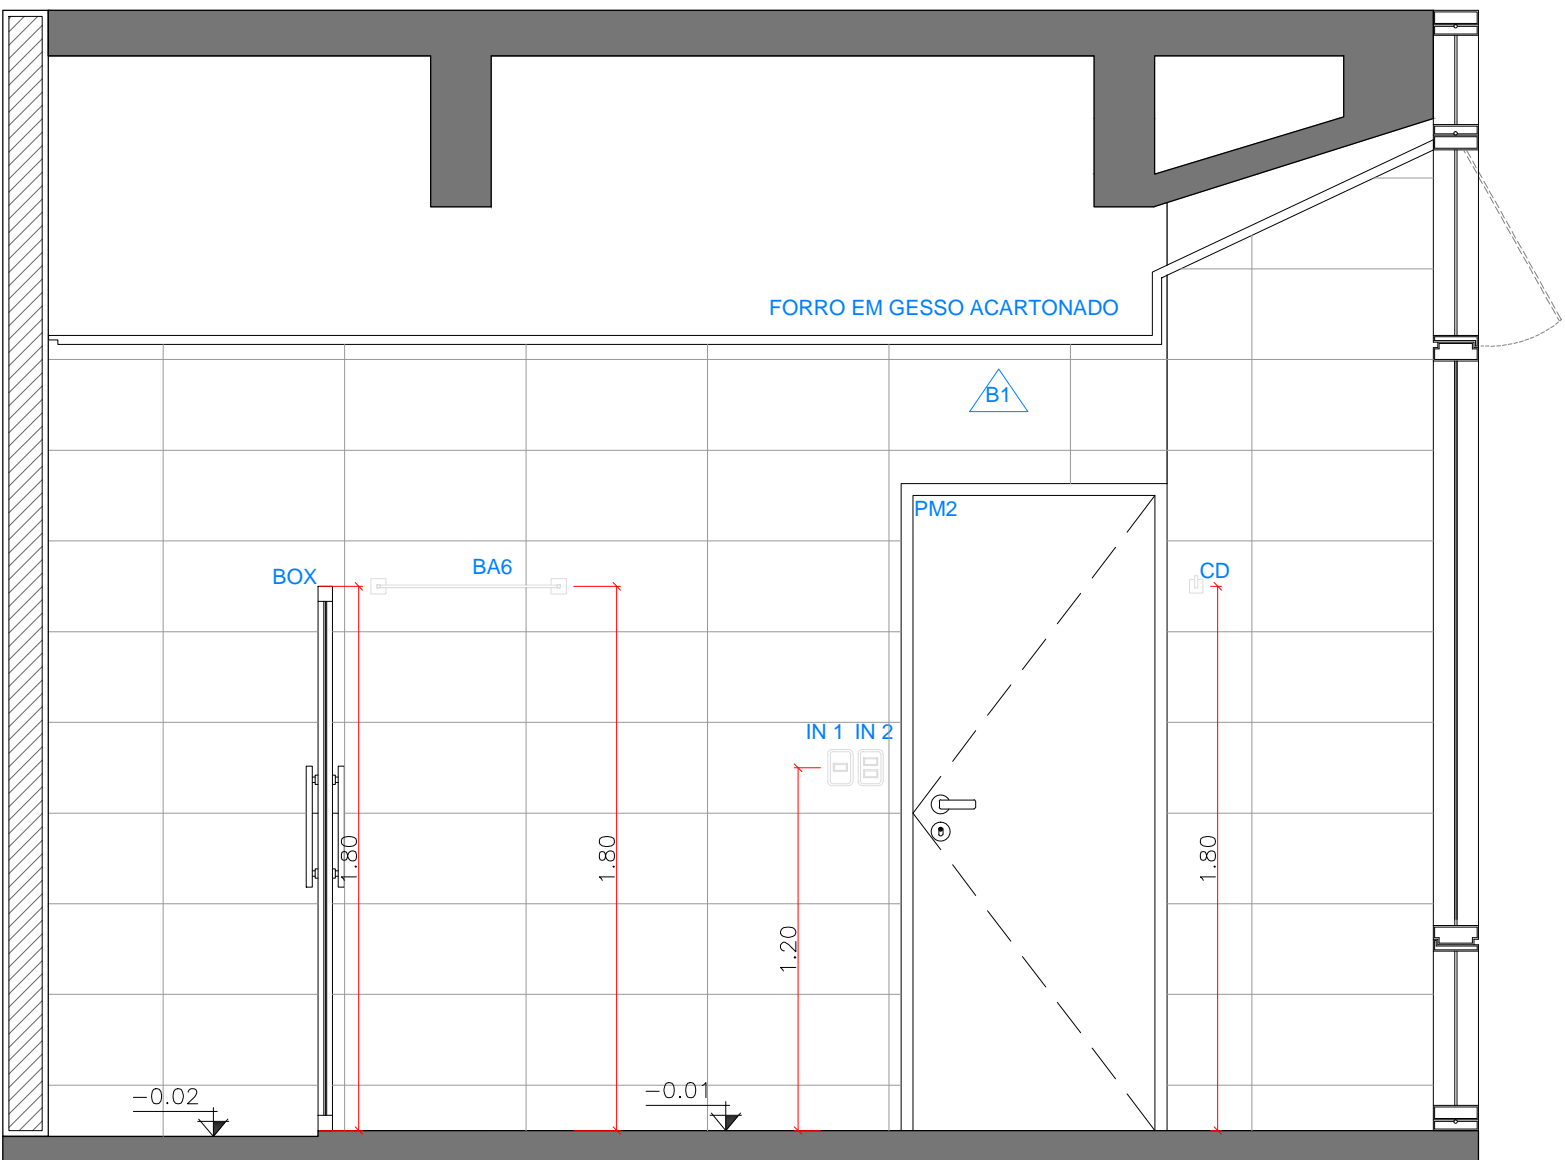 FORRO EM GESSO ACARTONADO
B1
PM2
BOX
BA6
CD
IN 1 IN 2
1.80
1.80
1.80
1.20
-0.02
-0.01